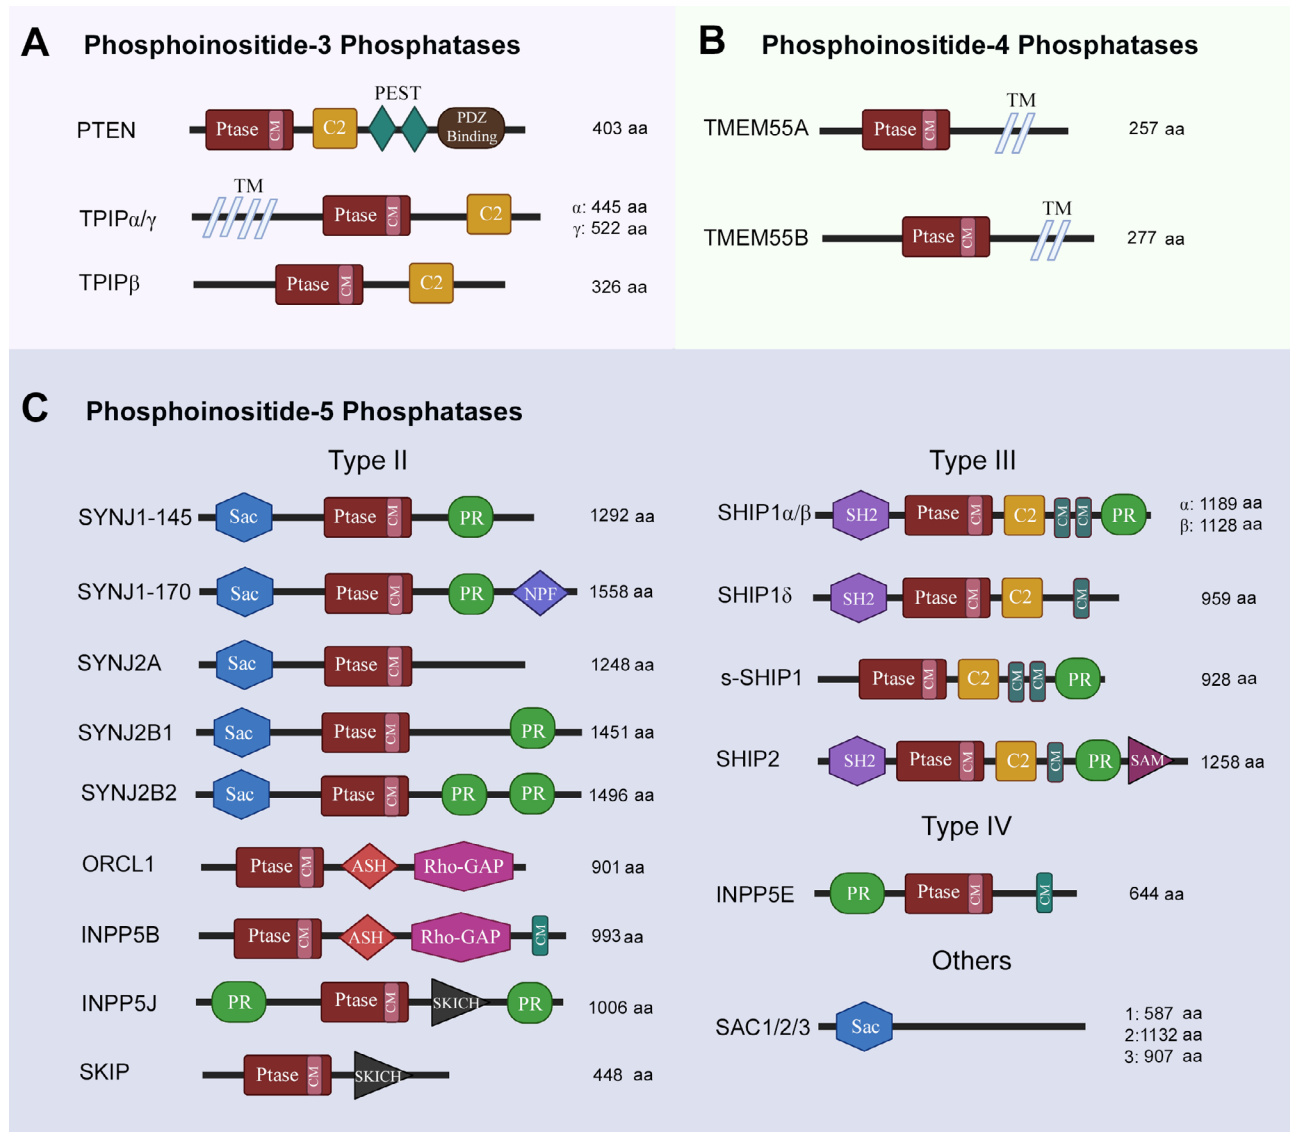 A Phosphoinositide-3 Phosphatases
PEST
PTEN Ptase CM C2 PDZ Binding 403 aa
TM
TPIPα/γ Ptase CM C2 α: 445 aa
γ: 522 aa
TPIPβ Ptase CM C2 326 aa
B Phosphoinositide-4 Phosphatases
TM
TMEM55A Ptase CM 257 aa
TM
TMEM55B Ptase CM 277 aa
C Phosphoinositide-5 Phosphatases
Type II
SYNJ1-145 Sac Ptase CM PR 1292 aa
SYNJ1-170 Sac Ptase CM PR NPF 1558 aa
SYNJ2A Sac Ptase CM 1248 aa
SYNJ2B1 Sac Ptase CM PR 1451 aa
SYNJ2B2 Sac Ptase CM PR PR 1496 aa
ORCL1 Ptase CM ASH Rho-GAP 901 aa
INPP5B Ptase CM ASH Rho-GAP CM 993 aa
INPP5J PR Ptase CM SKICH PR 1006 aa
SKIP Ptase CM SKICH 448 aa
Type III
SHIP1α/β SH2 Ptase CM C2 CM CM PR α: 1189 aa
β: 1128 aa
SHIP1δ SH2 Ptase CM C2 CM 959 aa
s-SHIP1 Ptase CM C2 CM CM PR 928 aa
SHIP2 SH2 Ptase CM C2 CM PR SAM 1258 aa
Type IV
INPP5E PR Ptase CM CM 644 aa
Others
SAC1/2/3 Sac 1: 587 aa
2:1132 aa
3: 907 aa